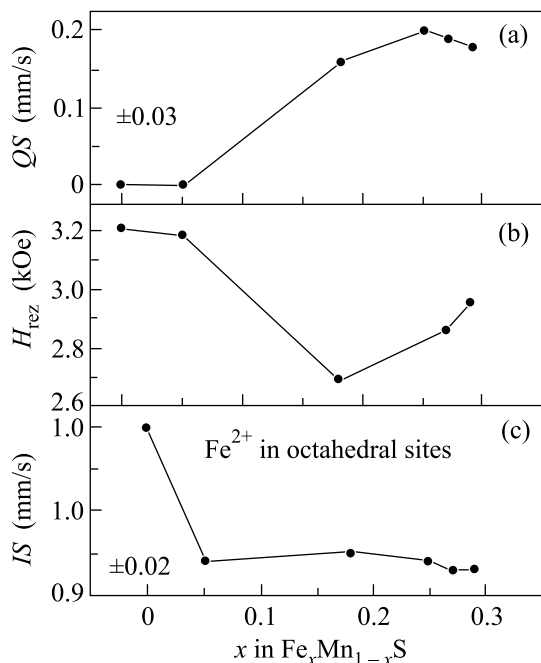 0.2
(a)
QS (mm/s)
0.1
±0.03
0
3.2
(b)
H_rez (kOe)
3.0
2.8
2.6
1.0
(c)
Fe²⁺ in octahedral sites
IS (mm/s)
1.0
±0.02
0.9
0 0.1 0.2 0.3
x in FeₓMn₁₋ₓS